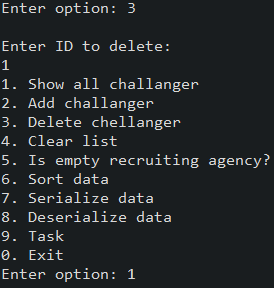 Enter option: 3
Enter ID to delete:
1
1. Show all challanger
2. Add challanger
3. Delete chellanger
4. Clear list
5. Is empty recruiting agency?
6. Sort data
7. Serialize data
8. Deserialize data
9. Task
0. Exit
Enter option: 1